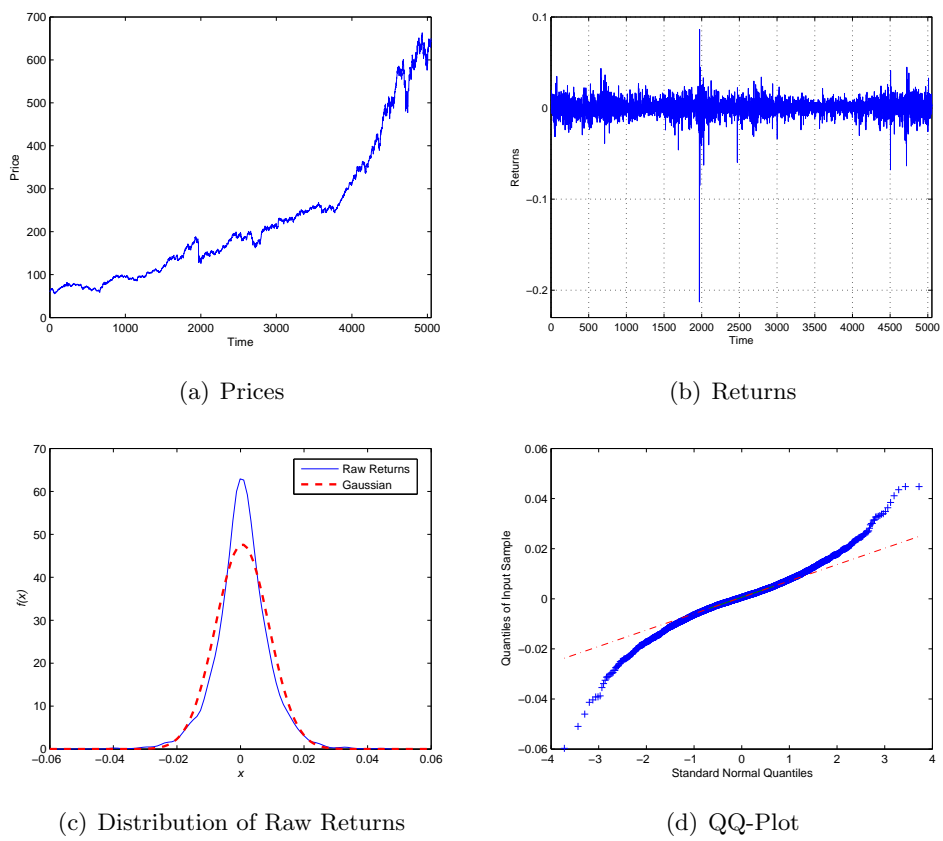 700
600
500
400
300
200
100
0
Price
0 1000 2000 3000 4000 5000
Time
(a) Prices
0.1
0
−0.1
−0.2
Returns
0 500 1000 1500 2000 2500 3000 3500 4000 4500 5000
Time
(b) Returns
70
60
50
40
30
20
10
0
f(x)
Raw Returns
Gaussian
−0.06 −0.04 −0.02 0 0.02 0.04 0.06
x
(c) Distribution of Raw Returns
0.06
0.04
0.02
0
−0.02
−0.04
−0.06
Quantiles of Input Sample
−4 −3 −2 −1 0 1 2 3 4
Standard Normal Quantiles
(d) QQ-Plot